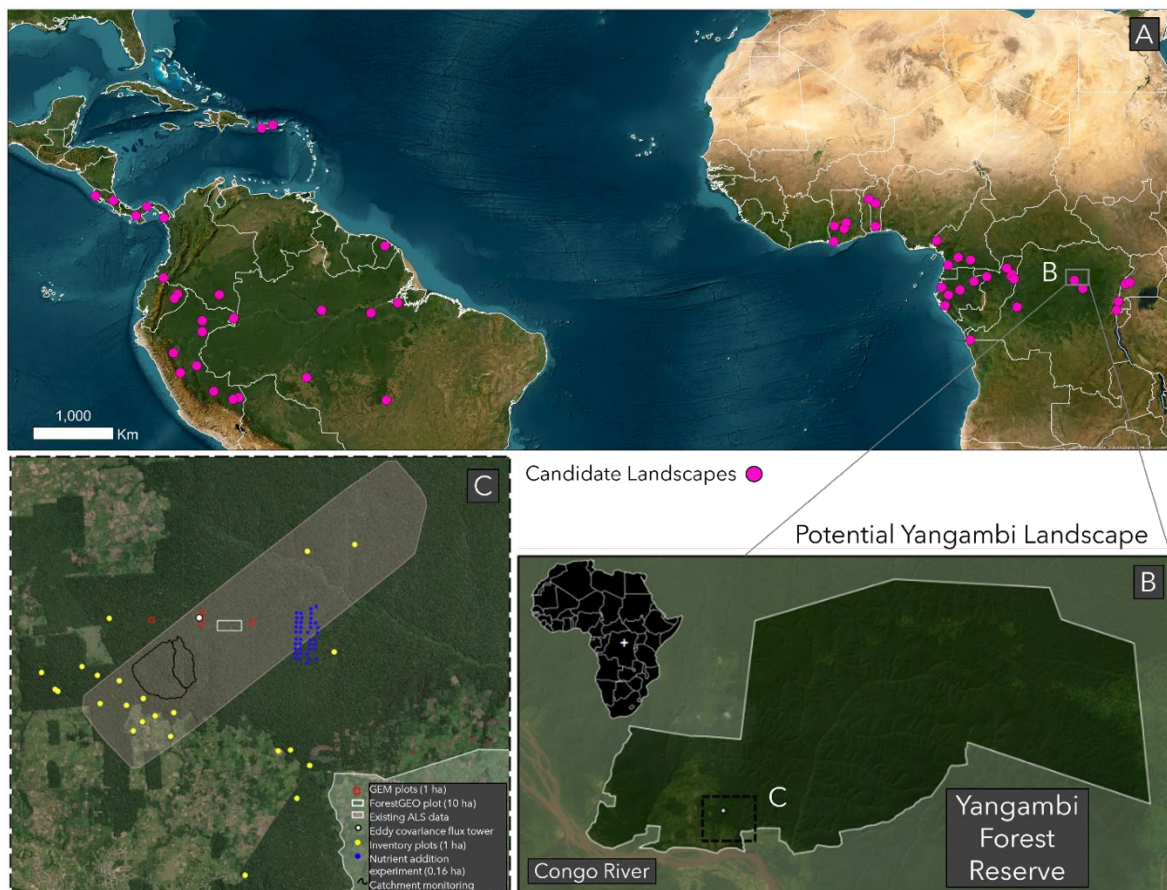 A
B
1,000
Km
Candidate Landscapes
Potential Yangambi Landscape
C
GEM plots (1 ha)
ForestGEO plot (10 ha)
Existing ALS data
Eddy covariance flux tower
Inventory plots (1 ha)
Nutrient addition
experiment (0.16 ha)
Catchment monitoring
B
C
Yangambi
Forest
Reserve
Congo River